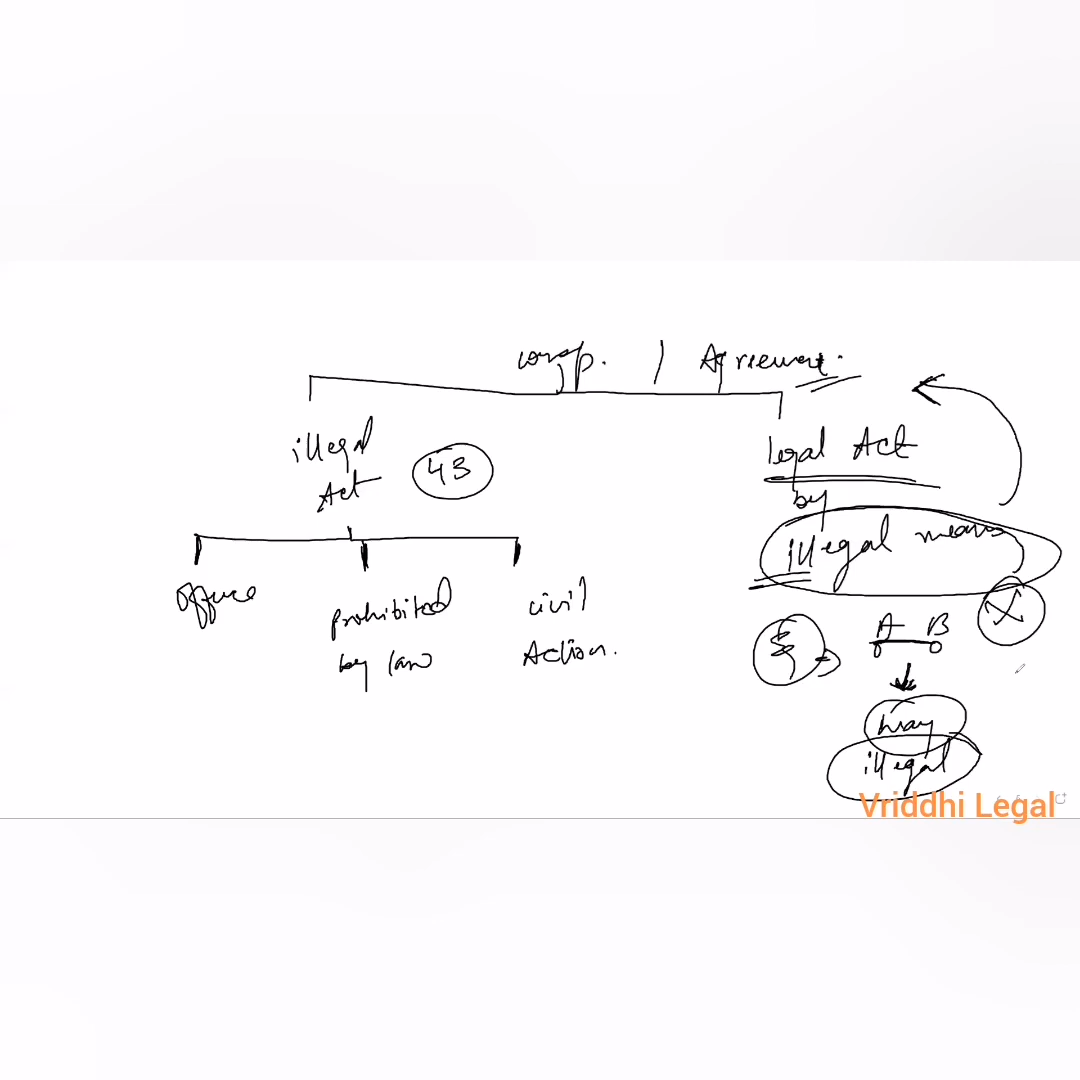 consp. / Agreement.
illegal
Act
43
legal Act
by
illegal means
offence
prohibited
by law
civil
Action.
A B
X
₹
way
illegal
Vriddhi Legal